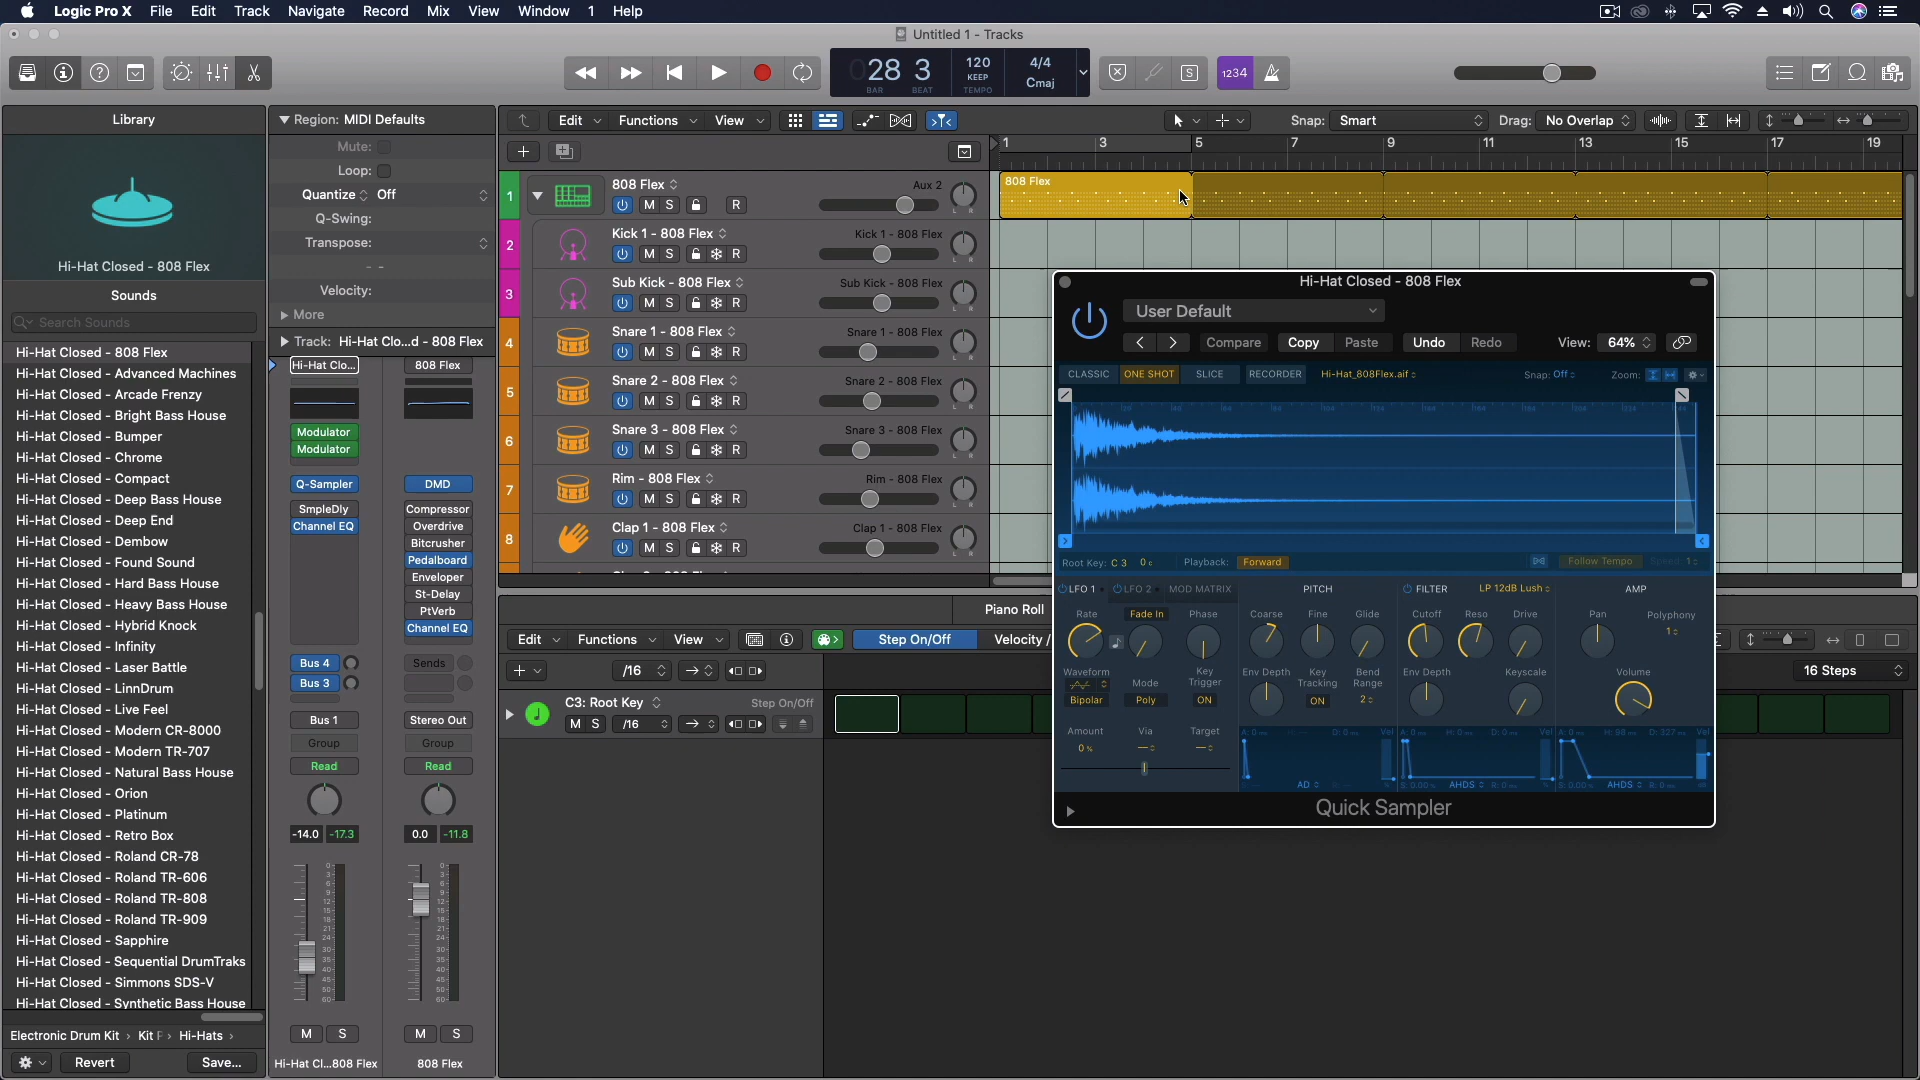 Logic Pro X File Edit Track Navigate Record Mix View Window 1 Help
Untitled 1 - Tracks
28 3 120 KEEP 4/4 Cmaj
BAR BEAT TEMPO
S 1234
Library
Region: MIDI Defaults
Edit Functions View Snap: Smart Drag: No Overlap
1 3 5 7 9 11 13 15 17 19
Mute:
Loop:
Quantize Off
Q-Swing:
Transpose:
- -
Velocity:
More
Track: Hi-Hat Clo...d - 808 Flex
Hi-Hat Closed - 808 Flex
Sounds
Search Sounds
Hi-Hat Closed - 808 Flex
Hi-Hat Closed - Advanced Machines
Hi-Hat Closed - Arcade Frenzy
Hi-Hat Closed - Bright Bass House
Hi-Hat Closed - Bumper
Hi-Hat Closed - Chrome
Hi-Hat Closed - Compact
Hi-Hat Closed - Deep Bass House
Hi-Hat Closed - Deep End
Hi-Hat Closed - Dembow
Hi-Hat Closed - Found Sound
Hi-Hat Closed - Hard Bass House
Hi-Hat Closed - Heavy Bass House
Hi-Hat Closed - Hybrid Knock
Hi-Hat Closed - Infinity
Hi-Hat Closed - Laser Battle
Hi-Hat Closed - LinnDrum
Hi-Hat Closed - Live Feel
Hi-Hat Closed - Modern CR-8000
Hi-Hat Closed - Modern TR-707
Hi-Hat Closed - Natural Bass House
Hi-Hat Closed - Orion
Hi-Hat Closed - Platinum
Hi-Hat Closed - Retro Box
Hi-Hat Closed - Roland CR-78
Hi-Hat Closed - Roland TR-606
Hi-Hat Closed - Roland TR-808
Hi-Hat Closed - Roland TR-909
Hi-Hat Closed - Sapphire
Hi-Hat Closed - Sequential DrumTraks
Hi-Hat Closed - Simmons SDS-V
Hi-Hat Closed - Synthetic Bass House
Electronic Drum Kit › Kit P › Hi-Hats ›
Revert Save...
Hi-Hat Clo... 808 Flex
Modulator
Modulator
Q-Sampler DMD
SmpleDly Compressor
Channel EQ Overdrive
Bitcrusher
Pedalboard
Enveloper
St-Delay
PtVerb
Channel EQ
Bus 4 Sends
Bus 3
Bus 1 Stereo Out
Group Group
Read Read
-14.0 -17.3 0.0 -11.8
M S M S
Hi-Hat Cl...808 Flex 808 Flex
1 808 Flex Aux 2
M S R L R
2 Kick 1 - 808 Flex Kick 1 - 808 Flex
M S R L R
3 Sub Kick - 808 Flex Sub Kick - 808 Flex
M S R L R
4 Snare 1 - 808 Flex Snare 1 - 808 Flex
M S R L R
5 Snare 2 - 808 Flex Snare 2 - 808 Flex
M S R L R
6 Snare 3 - 808 Flex Snare 3 - 808 Flex
M S R L R
7 Rim - 808 Flex Rim - 808 Flex
M S R L R
8 Clap 1 - 808 Flex Clap 1 - 808 Flex
M S R L R
808 Flex
Hi-Hat Closed - 808 Flex
User Default
Compare Copy Paste Undo Redo View: 64%
CLASSIC ONE SHOT SLICE RECORDER Hi-Hat_808Flex.aif Snap: Off Zoom:
Root Key: C 3 0 c Playback: Forward Follow Tempo Speed 1
LFO 1 LFO 2 MOD MATRIX PITCH FILTER LP 12dB Lush AMP
Rate Fade In Phase Coarse Fine Glide Cutoff Reso Drive Pan Polyphony
1
Waveform Mode Key Trigger Env Depth Key Tracking Bend Range Env Depth Keyscale Volume
Bipolar Poly ON ON 2
Amount Via Target
0 %
AD AHDS AHDS
Quick Sampler
Piano Roll
Edit Functions View Step On/Off Velocity /
/16 16 Steps
C3: Root Key Step On/Off
M S /16